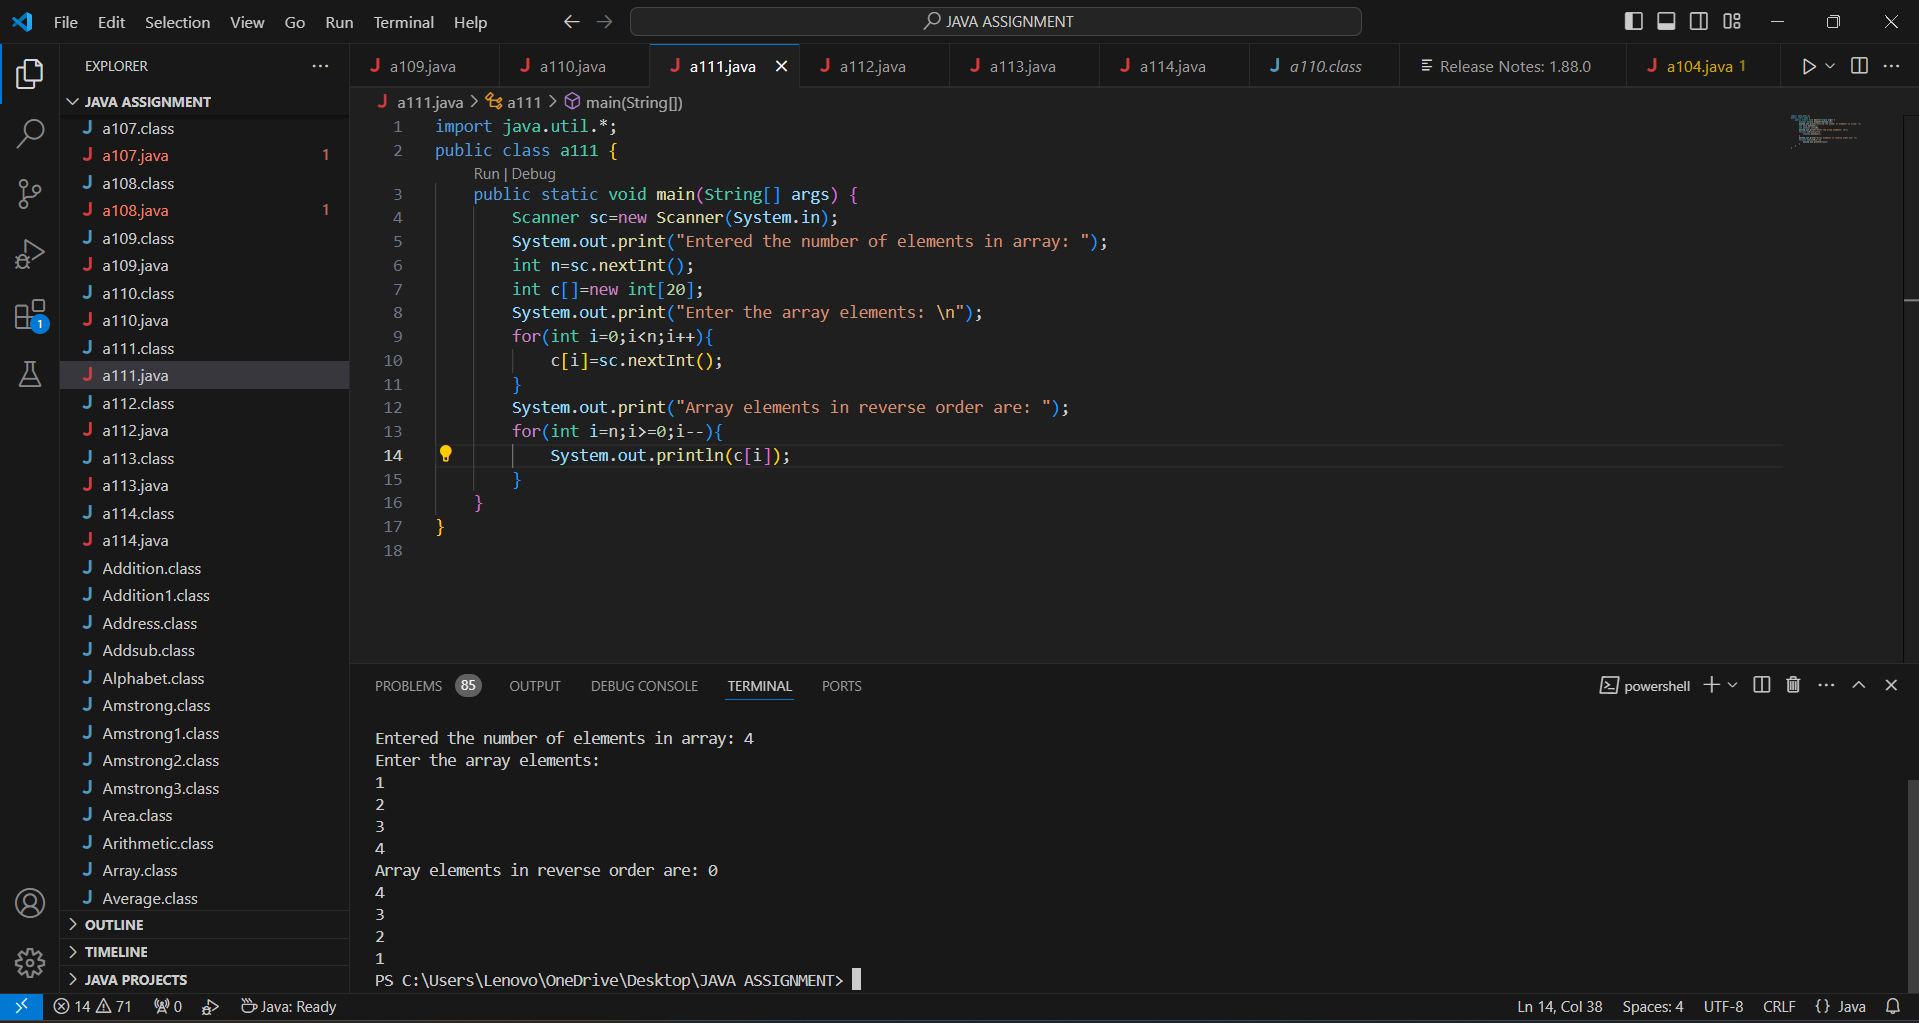 File Edit Selection View Go Run Terminal Help
JAVA ASSIGNMENT
EXPLORER
JAVA ASSIGNMENT
J a107.class
J a107.java 1
J a108.class
J a108.java 1
J a109.class
J a109.java
J a110.class
J a110.java
J a111.class
J a111.java
J a112.class
J a112.java
J a113.class
J a113.java
J a114.class
J a114.java
J Addition.class
J Addition1.class
J Address.class
J Addsub.class
J Alphabet.class
J Amstrong.class
J Amstrong1.class
J Amstrong2.class
J Amstrong3.class
J Area.class
J Arithmetic.class
J Array.class
J Average.class
OUTLINE
TIMELINE
JAVA PROJECTS
1
J a109.java J a110.java J a111.java J a112.java J a113.java J a114.java J a110.class Release Notes: 1.88.0 J a104.java 1
J a111.java > a111 > main(String[])
1 import java.util.*;
2 public class a111 {
Run | Debug
3 public static void main(String[] args) {
4 Scanner sc=new Scanner(System.in);
5 System.out.print("Entered the number of elements in array: ");
6 int n=sc.nextInt();
7 int c[]=new int[20];
8 System.out.print("Enter the array elements: \n");
9 for(int i=0;i<n;i++){
10 c[i]=sc.nextInt();
11 }
12 System.out.print("Array elements in reverse order are: ");
13 for(int i=n;i>=0;i--){
14 System.out.println(c[i]);
15 }
16 }
17 }
18
PROBLEMS 85 OUTPUT DEBUG CONSOLE TERMINAL PORTS
powershell
Entered the number of elements in array: 4
Enter the array elements:
1
2
3
4
Array elements in reverse order are: 0
4
3
2
1
PS C:\Users\Lenovo\OneDrive\Desktop\JAVA ASSIGNMENT>
14 71 0 Java: Ready
Ln 14, Col 38 Spaces: 4 UTF-8 CRLF {} Java